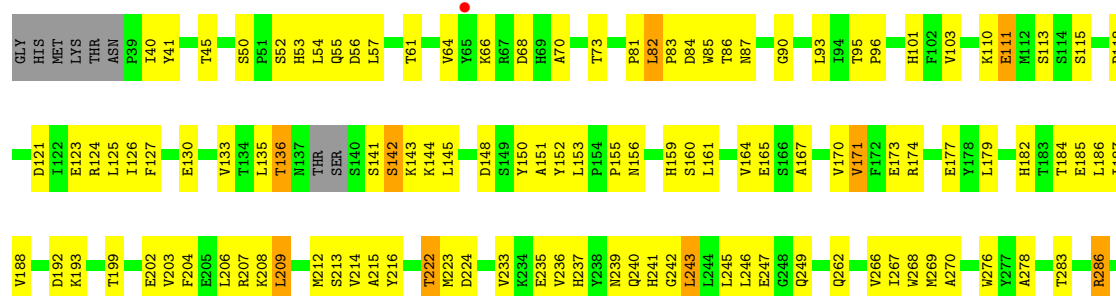 GLY HIS MET LYS THR ASN P39 I40 Y41 T45 S50 P51 S52 H53 L54 Q55 D56 L57 T61 V64 Y65 K66 R67 D68 H69 A70 T73 P81 L82 P83 D84 W85 T86 N87 G90 L93 I94 T95 P96 H101 F102 V103 K110 E111 M112 S113 S114 S115
D121 I122 E123 R124 L125 I126 F127 E130 V133 T134 L135 T136 N137 THR SER S140 S141 S142 K143 K144 L145 D148 S149 Y150 A151 Y152 L153 P154 P155 N156 H159 S160 L161 V164 E165 S166 A167 V170 V171 F172 E173 R174 E177 Y178 L179 H182 T183 T184 E185 L186
V188 D192 K193 T199 E202 V203 F204 E205 L206 R207 K208 L209 M212 S213 V214 A215 Y216 T222 M223 D224 V233 K234 E235 V236 H237 Y238 N239 Q240 H241 G242 L243 L244 L245 L246 E247 G248 Q249 Q262 V266 I267 W268 M269 A270 W276 Y277 A278 T283 R286